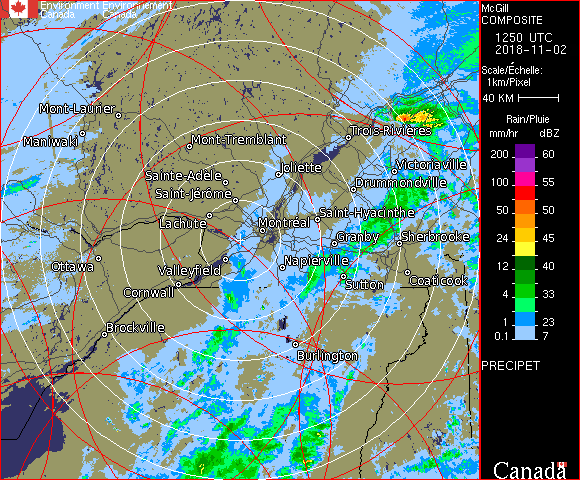 Environment Environnement
Canada Canada
Mont-Laurier
Maniwaki
Mont-Tremblant
Trois-Rivières
Sainte-Adèle
Joliette
Victoriaville
Saint-Jérôme
Drummondville
Lachute
Montréal
Saint-Hyacinthe
Granby
Sherbrooke
Ottawa
Valleyfield
Napierville
Cornwall
Sutton
Coaticook
Brockville
Burlington
McGill
COMPOSITE
1250 UTC
2018-11-02
Scale/Échelle:
1km/Pixel
40 KM
Rain/Pluie
mm/hr dBZ
200 60
100 55
50 50
24 45
12 40
4 33
1 23
0.1 7
PRECIPET
Canada